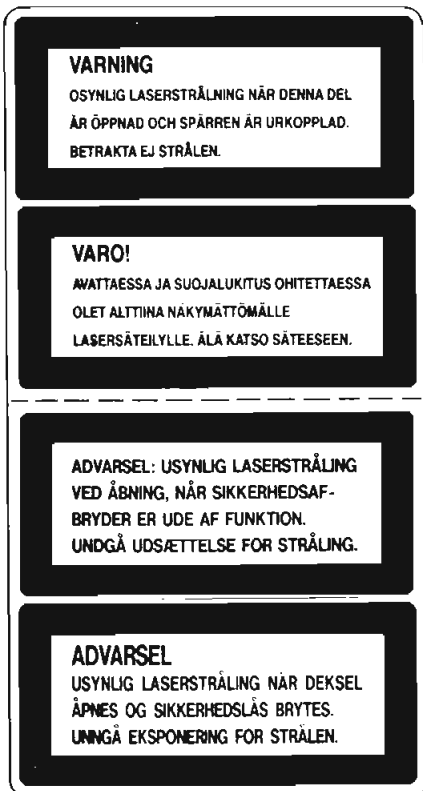 VARNING
OSYNLIG LASERSTRÅLNING NÄR DENNA DEL
ÄR ÖPPNAD OCH SPÄRREN ÄR URKOPPLAD.
BETRAKTA EJ STRÅLEN.
VARO!
AVATTAESSA JA SUOJALUKITUS OHITETTAESSA
OLET ALTTIINA NÄKYMÄTTÖMÄLLE
LASERSÄTEILYLLE. ÄLÄ KATSO SÄTEESEEN.
ADVARSEL: USYNLIG LASERSTRÅLING
VED ÅBNING, NÅR SIKKERHEDSAF-
BRYDER ER UDE AF FUNKTION.
UNDGÅ UDSÆTTELSE FOR STRÅLING.
ADVARSEL
USYNLIG LASERSTRÅLING NÅR DEKSEL
ÅPNES OG SIKKERHEDSLÅS BRYTES.
UNNGÅ EKSPONERING FOR STRÅLEN.